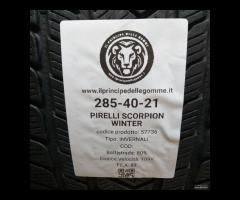 IL PRINCIPE DELLE GOMME
www.ilprincipedellegomme.it
285-40-21
PIRELLI SCORPION
WINTER
codice prodotto: 57736
Tipo: INVERNALI
COD:
Battistrada: 80%
Codice Velocità: 109V